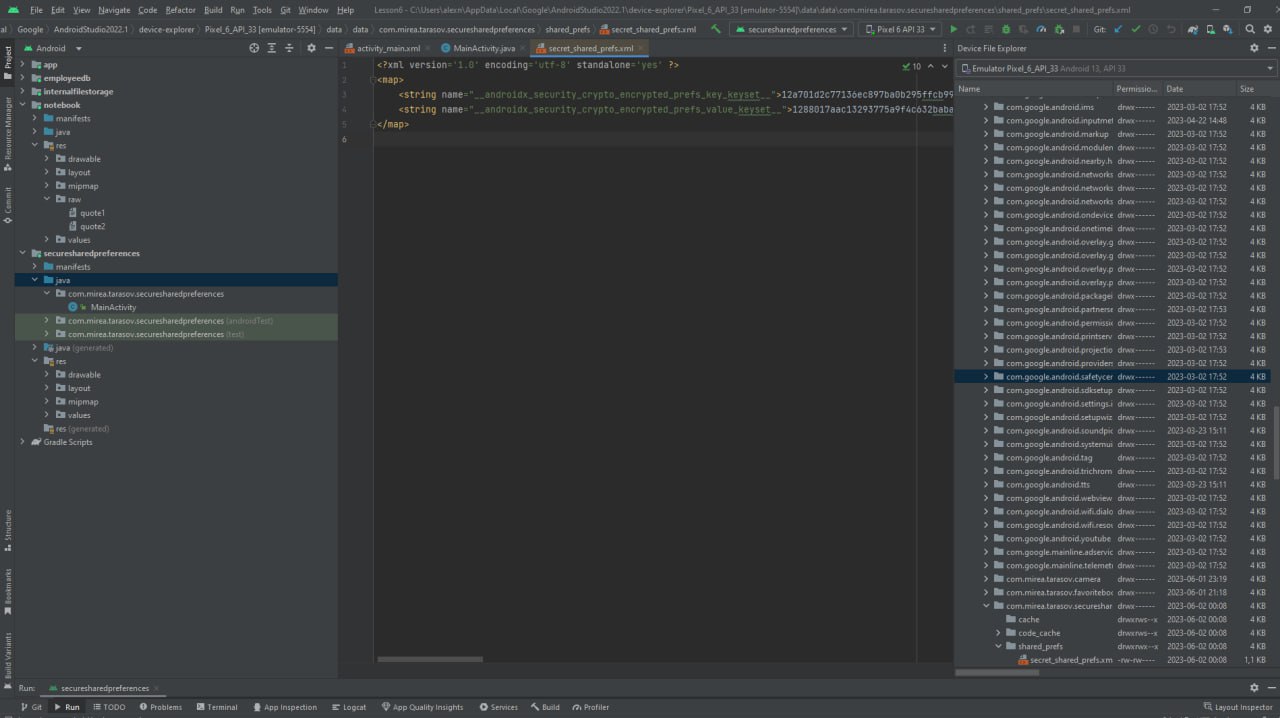 File Edit View Navigate Code Refactor Build Run Tools Git Window Help Lesson6 - C:\Users\alexn\AppData\Local\Google\AndroidStudio2022.1\device-explorer\Pixel_6_API_33 [emulator-5554]\data\data\com.mirea.tarasov.securesharedpreferences\shared_prefs\secret_shared_prefs.xml
Google AndroidStudio2022.1 device-explorer Pixel_6_API_33 [emulator-5554] data data com.mirea.tarasov.securesharedpreferences shared_prefs secret_shared_prefs.xml securesharedpreferences Pixel 6 API 33 Git:
Project
Resource Manager
Commit
Structure
Bookmarks
Build Variants
Android
app
employeedb
internalfilestorage
notebook
manifests
java
res
drawable
layout
mipmap
raw
quote1
quote2
values
securesharedpreferences
manifests
java
com.mirea.tarasov.securesharedpreferences
MainActivity
com.mirea.tarasov.securesharedpreferences (androidTest)
com.mirea.tarasov.securesharedpreferences (test)
java (generated)
res
drawable
layout
mipmap
values
res (generated)
Gradle Scripts
activity_main.xml MainActivity.java secret_shared_prefs.xml
10
1 <?xml version='1.0' encoding='utf-8' standalone='yes' ?>
2 <map>
3 <string name="__androidx_security_crypto_encrypted_prefs_key_keyset__">12a701d2c77136ec897ba0b295ffcb99
4 <string name="__androidx_security_crypto_encrypted_prefs_value_keyset__">1288017aac13293775a9f4c632baba
5 </map>
6
Device File Explorer
Emulator Pixel_6_API_33 Android 13, API 33
Name Permissio... Date Size
com.google.android.ims drwx------ 2023-03-02 17:52 4 KB
com.google.android.inputmet drwx------ 2023-04-22 14:48 4 KB
com.google.android.markup drwx------ 2023-03-02 17:52 4 KB
com.google.android.modulem drwx------ 2023-03-02 17:52 4 KB
com.google.android.nearby.h drwx------ 2023-03-02 17:52 4 KB
com.google.android.networks drwx------ 2023-03-02 17:52 4 KB
com.google.android.networks drwx------ 2023-03-02 17:52 4 KB
com.google.android.networks drwx------ 2023-03-02 17:52 4 KB
com.google.android.ondevice drwx------ 2023-03-02 17:52 4 KB
com.google.android.onetimei drwx------ 2023-03-02 17:52 4 KB
com.google.android.overlay.g drwx------ 2023-03-02 17:52 4 KB
com.google.android.overlay.p drwx------ 2023-03-02 17:52 4 KB
com.google.android.overlay.p drwx------ 2023-03-02 17:52 4 KB
com.google.android.overlay.p drwx------ 2023-03-02 17:52 4 KB
com.google.android.packagei drwx------ 2023-03-02 17:52 4 KB
com.google.android.partnerse drwx------ 2023-03-02 17:53 4 KB
com.google.android.permissi drwx------ 2023-03-02 17:52 4 KB
com.google.android.printserv drwx------ 2023-03-02 17:52 4 KB
com.google.android.projectio drwx------ 2023-03-02 17:53 4 KB
com.google.android.provider drwx------ 2023-03-02 17:52 4 KB
com.google.android.safetycer drwx------ 2023-03-02 17:52 4 KB
com.google.android.sdksetup drwx------ 2023-03-02 17:52 4 KB
com.google.android.settings.i drwx------ 2023-03-02 17:52 4 KB
com.google.android.setupwiz drwx------ 2023-03-02 17:52 4 KB
com.google.android.soundpic drwx------ 2023-03-23 15:11 4 KB
com.google.android.systemui drwx------ 2023-03-02 17:52 4 KB
com.google.android.tag drwx------ 2023-03-02 17:52 4 KB
com.google.android.trichrom drwx------ 2023-03-02 17:52 4 KB
com.google.android.tts drwx------ 2023-03-23 15:11 4 KB
com.google.android.webview drwx------ 2023-03-02 17:52 4 KB
com.google.android.wifi.dialo drwx------ 2023-03-02 17:52 4 KB
com.google.android.wifi.resou drwx------ 2023-03-02 17:52 4 KB
com.google.android.youtube drwx------ 2023-03-02 17:52 4 KB
com.google.mainline.adservic drwx------ 2023-03-02 17:52 4 KB
com.google.mainline.telemetr drwx------ 2023-03-02 17:52 4 KB
com.mirea.tarasov.camera drwx------ 2023-06-01 23:19 4 KB
com.mirea.tarasov.favoriteboo drwx------ 2023-06-01 21:18 4 KB
com.mirea.tarasov.secureshar drwx------ 2023-06-02 00:08 4 KB
cache drwxrws--x 2023-06-02 00:08 4 KB
code_cache drwxrws--x 2023-06-02 00:08 4 KB
shared_prefs drwxrwx--x 2023-06-02 00:08 4 KB
secret_shared_prefs.xm -rw-rw---- 2023-06-02 00:08 1,1 KB
Run: securesharedpreferences
Git Run TODO Problems Terminal App Inspection Logcat App Quality Insights Services Build Profiler Layout Inspector